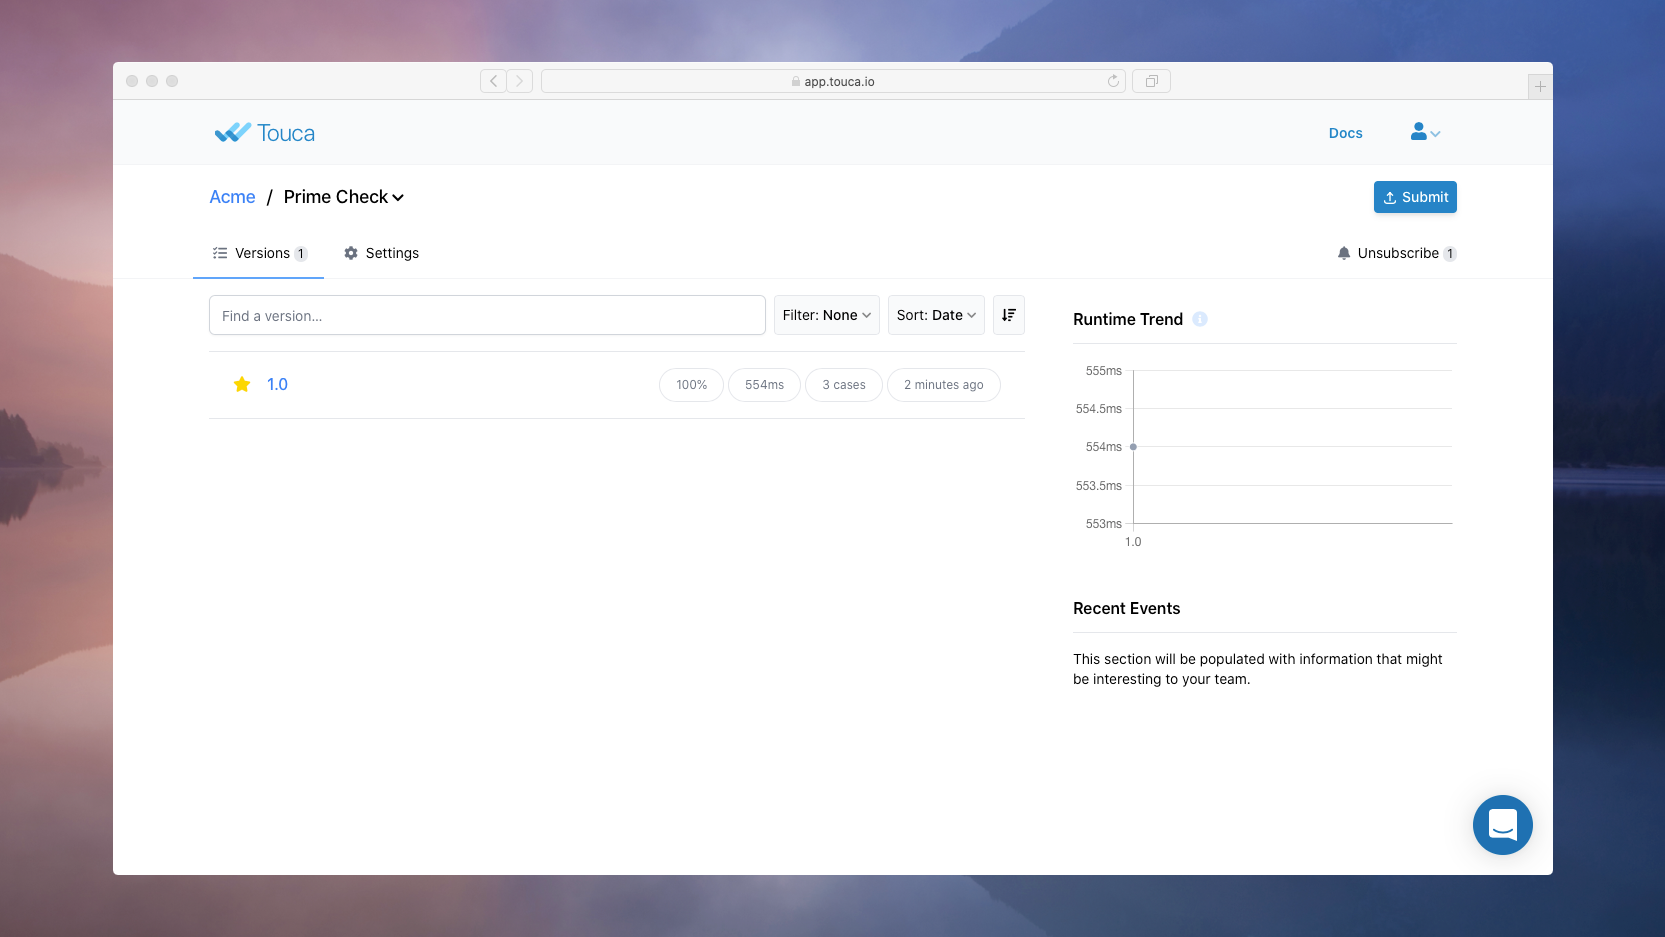 app.touca.io
Touca
Docs
Acme / Prime Check
Submit
Versions 1
Settings
Unsubscribe 1
Find a version...
Filter: None
Sort: Date
1.0
100%
554ms
3 cases
2 minutes ago
Runtime Trend
555ms
554.5ms
554ms
553.5ms
553ms
1.0
Recent Events
This section will be populated with information that might
be interesting to your team.